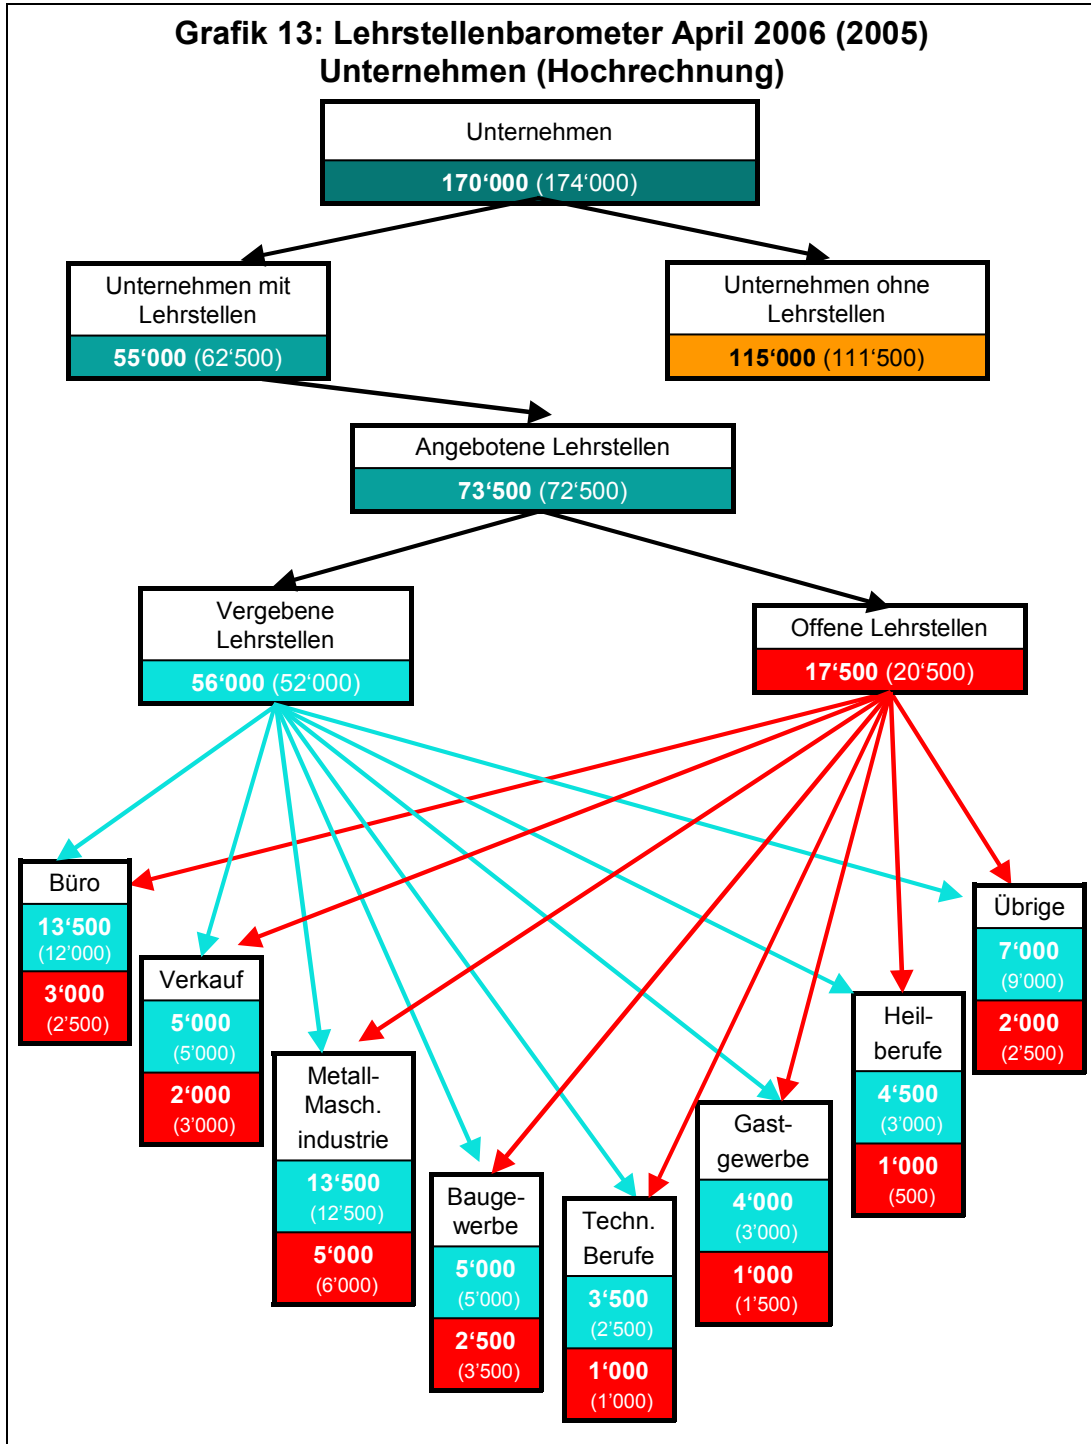 Grafik 13: Lehrstellenbarometer April 2006 (2005)
Unternehmen (Hochrechnung)
Unternehmen
170‘000 (174‘000)
Unternehmen mit
Lehrstellen
55‘000 (62‘500)
Unternehmen ohne
Lehrstellen
115‘000 (111‘500)
Angebotene Lehrstellen
73‘500 (72‘500)
Vergebene
Lehrstellen
56‘000 (52‘000)
Offene Lehrstellen
17‘500 (20‘500)
Büro
13‘500
(12’000)
3‘000
(2’500)
Verkauf
5‘000
(5’000)
2‘000
(3’000)
Metall-
Masch.
industrie
13‘500
(12’500)
5‘000
(6’000)
Bauge-
werbe
5‘000
(5’000)
2‘500
(3’500)
Techn.
Berufe
3‘500
(2’500)
1‘000
(1’000)
Gast-
gewerbe
4‘000
(3’000)
1‘000
(1’500)
Heil-
berufe
4‘500
(3’000)
1‘000
(500)
Übrige
7‘000
(9’000)
2‘000
(2’500)